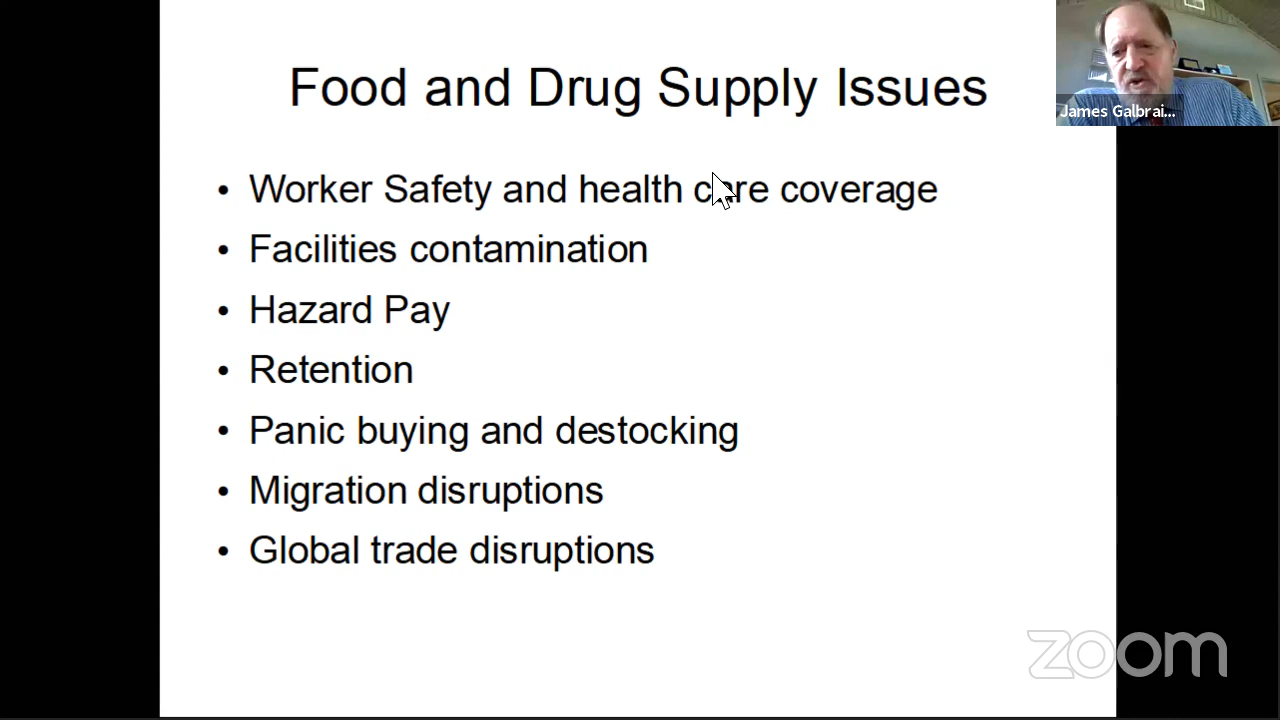 Food and Drug Supply Issues
James Galbrai...
• Worker Safety and health care coverage
• Facilities contamination
• Hazard Pay
• Retention
• Panic buying and destocking
• Migration disruptions
• Global trade disruptions
zoom